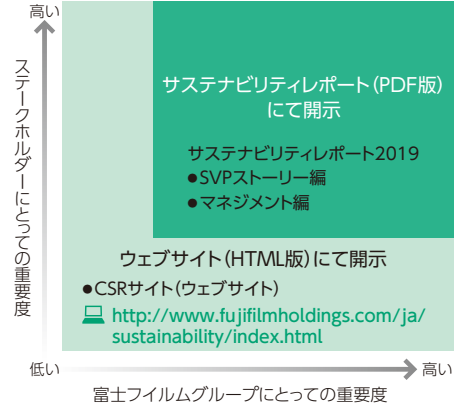 高い
ステークホルダーにとっての重要度
サステナビリティレポート（PDF版）
にて開示
サステナビリティレポート2019
●SVPストーリー編
●マネジメント編
ウェブサイト（HTML版）にて開示
●CSRサイト（ウェブサイト）
http://www.fujifilmholdings.com/ja/
sustainability/index.html
低い
高い
富士フイルムグループにとっての重要度